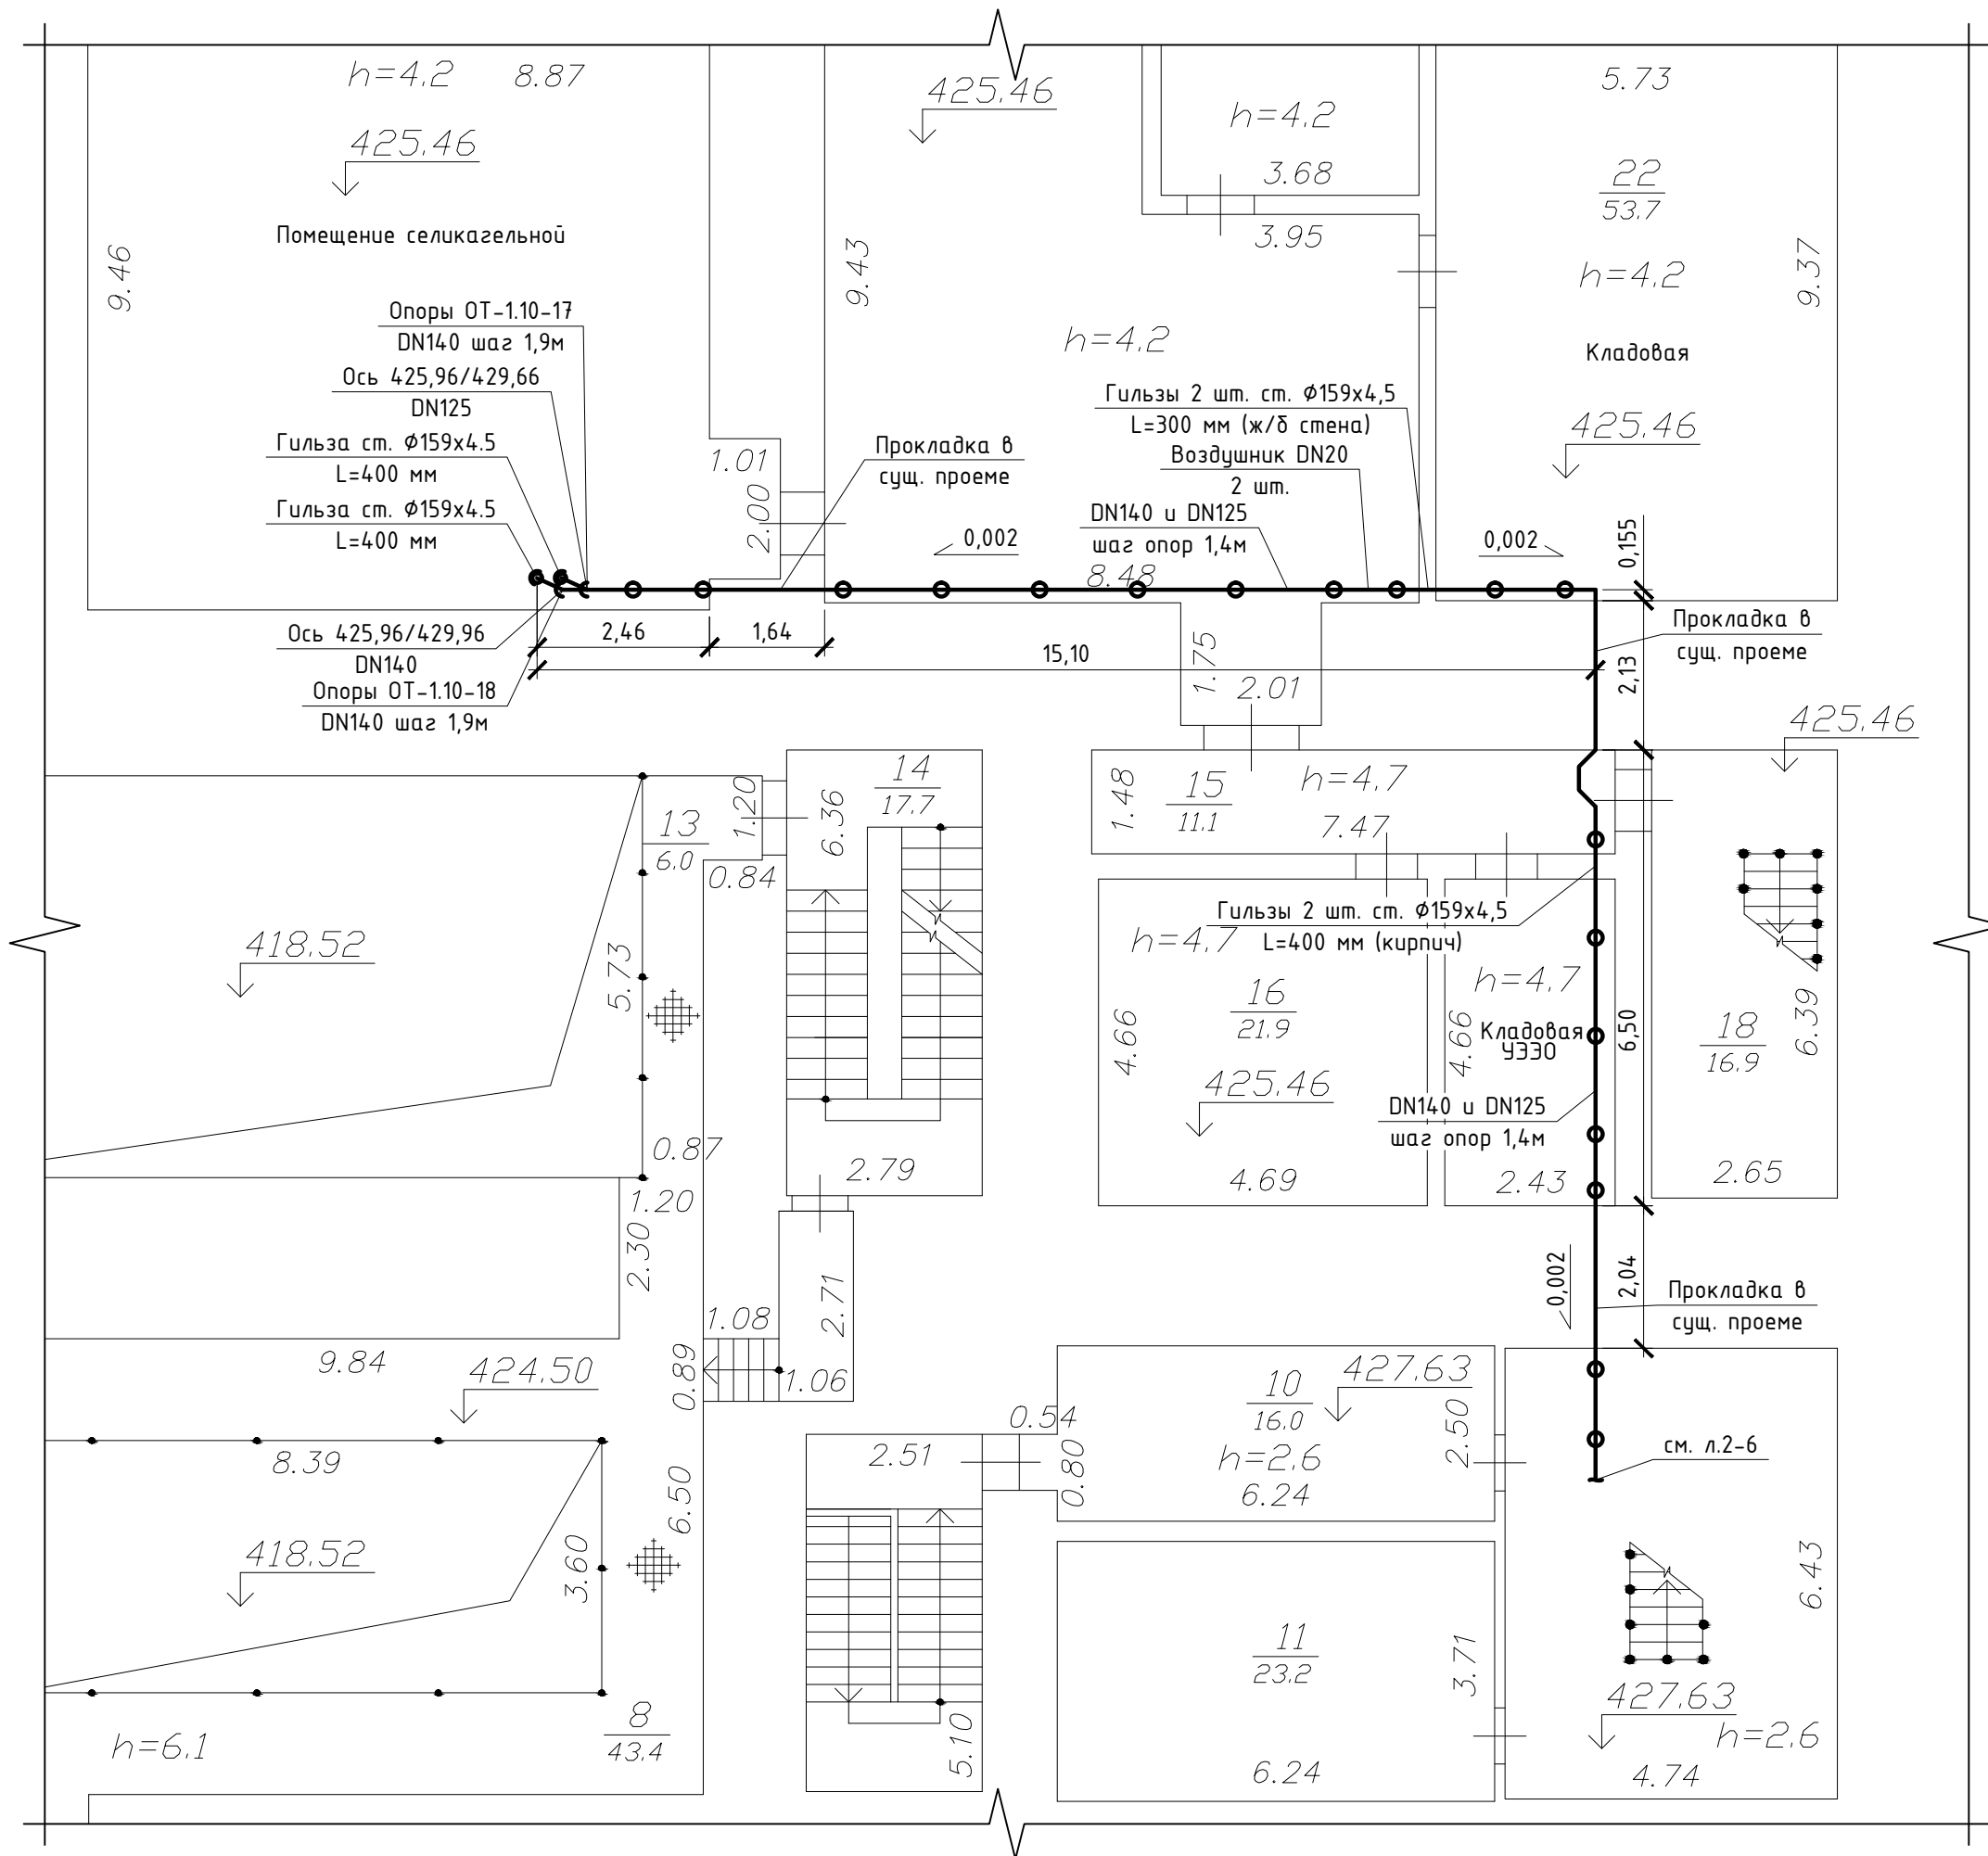 h=4.2
8.87
425.46
Помещение селикагельной
9.46
Опоры ОТ-1.10-17
DN140 шаг 1,9м
Ось 425,96/429,66
DN125
Гильза ст. Ф159х4.5
L=400 мм
Гильза ст. Ф159х4.5
L=400 мм
Ось 425,96/429,96
DN140
Опоры ОТ-1.10-18
DN140 шаг 1,9м
1.01
2.00
2,46
1,64
15,10
425.46
9.43
h=4.2
3.68
3.95
h=4.2
Прокладка в
сущ. проеме
Гильзы 2 шт. ст. Ф159х4,5
L=300 мм (ж/б стена)
Воздушник DN20
2 шт.
DN140 и DN125
шаг опор 1,4м
0,002
8.48
0,002
5.73
22
53.7
h=4.2
9.37
Кладовая
425.46
0,155
Прокладка в
сущ. проеме
2,13
1.75
2.01
425.46
14
17.7
6.36
1.20
13
6.0
0.84
418.52
5.73
0.87
1.20
2.30
2.79
1.48
15
11.1
h=4.7
7.47
Гильзы 2 шт. ст. Ф159х4,5
L=400 мм (кирпич)
h=4.7
16
21.9
4.66
425.46
4.69
h=4.7
4.66
Кладовая
УЭЭО
DN140 и DN125
шаг опор 1,4м
2.43
6,50
18
16.9
6.39
2.65
0,002
2,04
Прокладка в
сущ. проеме
2.71
1.08
0.89
1.06
9.84
424.50
8.39
6.50
418.52
3.60
8
43.4
h=6.1
2.51
0.54
0.80
5.10
10
16.0
427.63
h=2.6
6.24
2.50
см. л.2-6
11
23.2
3.71
6.24
6.43
427.63
h=2.6
4.74